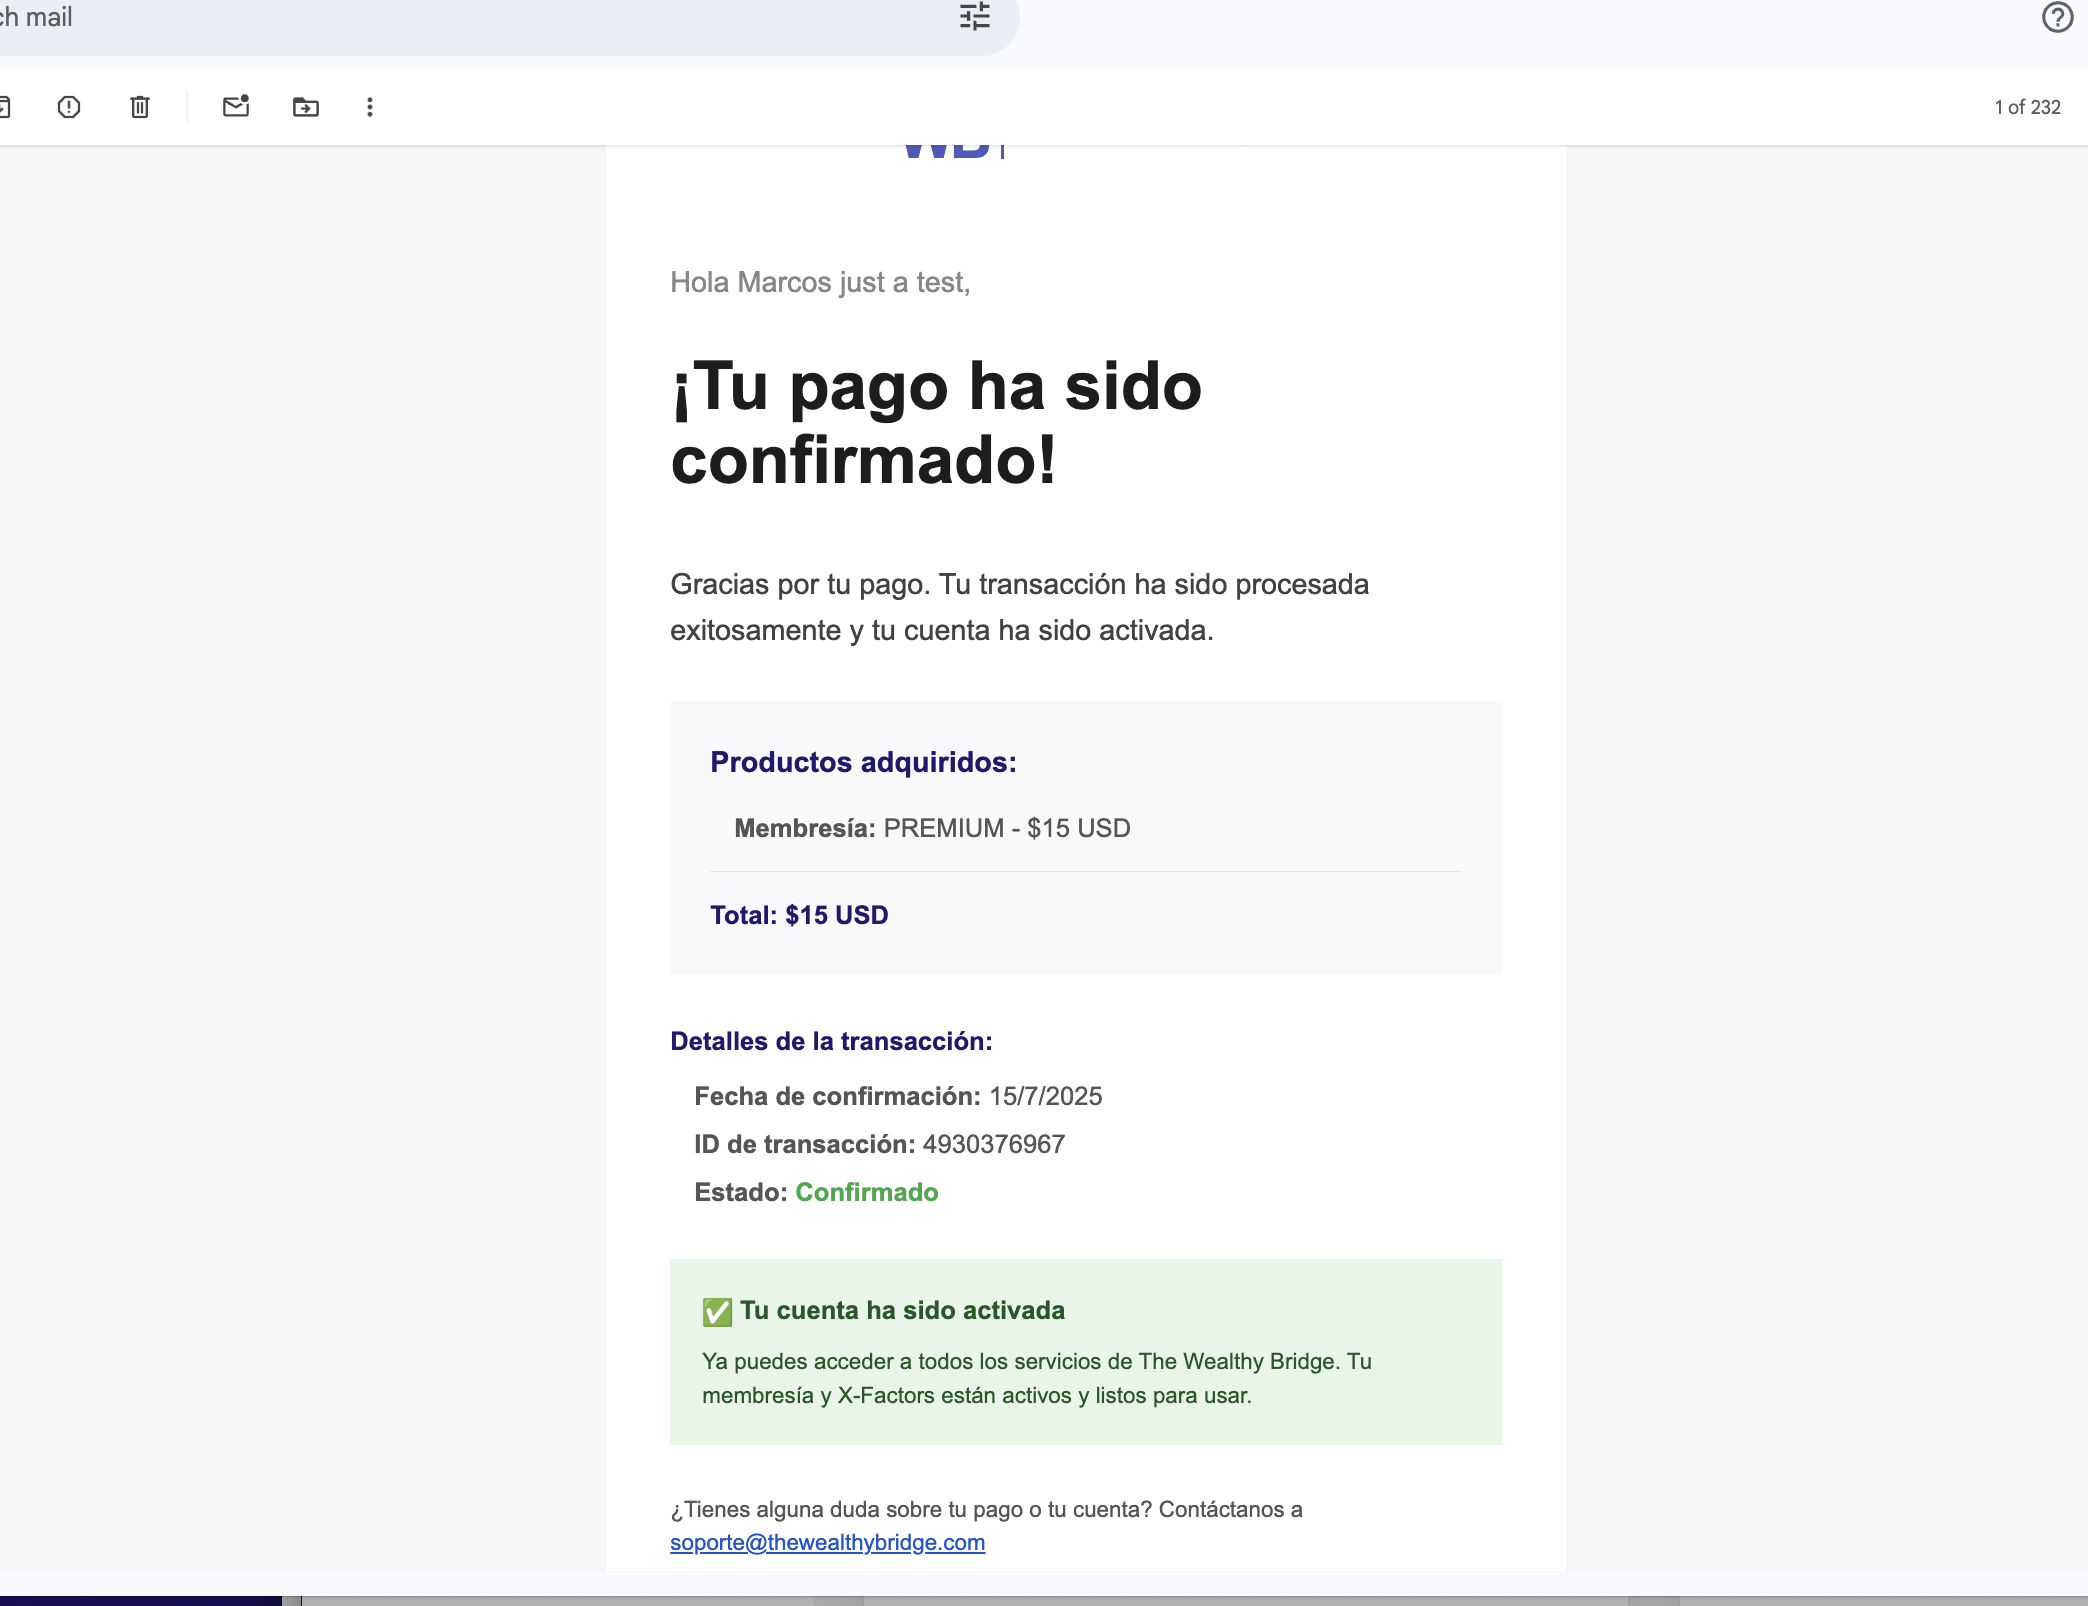 ch mail
1 of 232
Hola Marcos just a test,
¡Tu pago ha sido
confirmado!
Gracias por tu pago. Tu transacción ha sido procesada
exitosamente y tu cuenta ha sido activada.
Productos adquiridos:
Membresía: PREMIUM - $15 USD
Total: $15 USD
Detalles de la transacción:
Fecha de confirmación: 15/7/2025
ID de transacción: 4930376967
Estado: Confirmado
✅ Tu cuenta ha sido activada
Ya puedes acceder a todos los servicios de The Wealthy Bridge. Tu
membresía y X-Factors están activos y listos para usar.
¿Tienes alguna duda sobre tu pago o tu cuenta? Contáctanos a
soporte@thewealthybridge.com